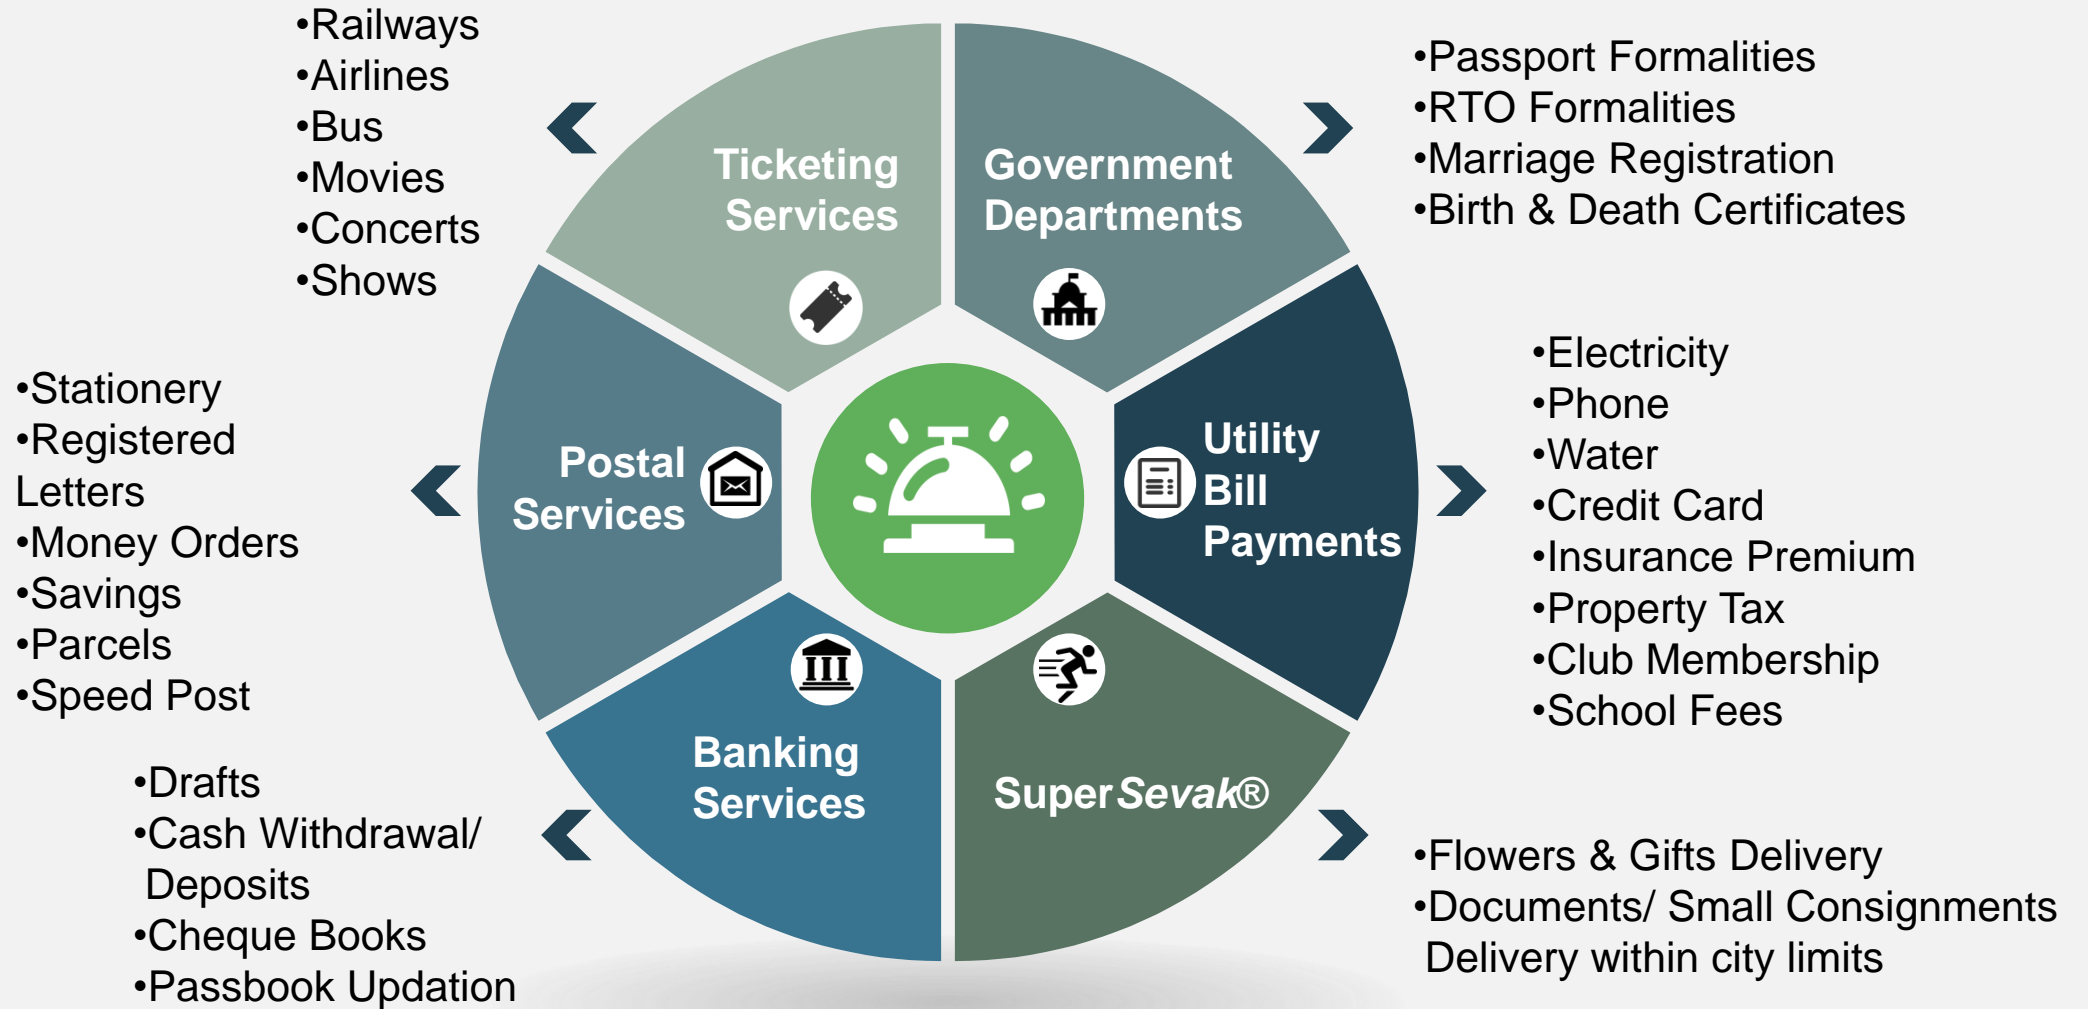 •Railways
•Airlines
•Bus
•Movies
•Concerts
•Shows
Ticketing
Services
Government
Departments
•Passport Formalities
•RTO Formalities
•Marriage Registration
•Birth & Death Certificates
•Stationery
•Registered
Letters
•Money Orders
•Savings
•Parcels
•Speed Post
Postal
Services
Utility
Bill
Payments
•Electricity
•Phone
•Water
•Credit Card
•Insurance Premium
•Property Tax
•Club Membership
•School Fees
•Drafts
•Cash Withdrawal/
Deposits
•Cheque Books
•Passbook Updation
Banking
Services
SuperSevak®
•Flowers & Gifts Delivery
•Documents/ Small Consignments
Delivery within city limits